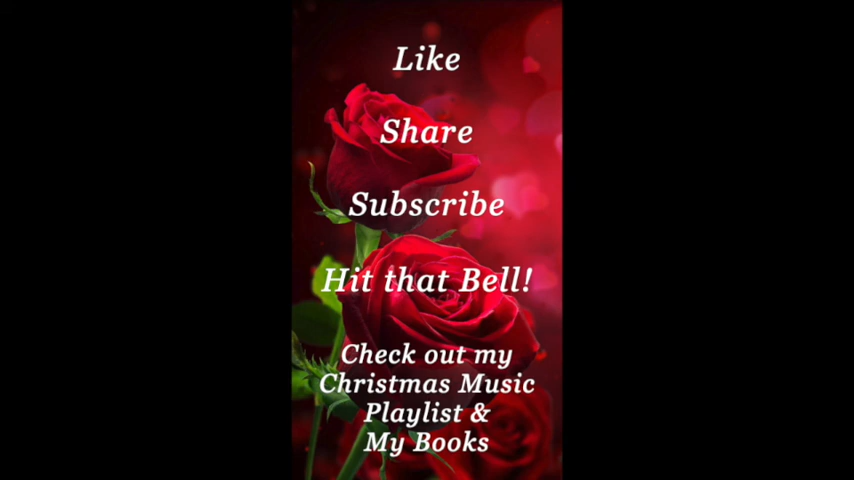 Like
Share
Subscribe
Hit that Bell!
Check out my
Christmas Music
Playlist &
My Books